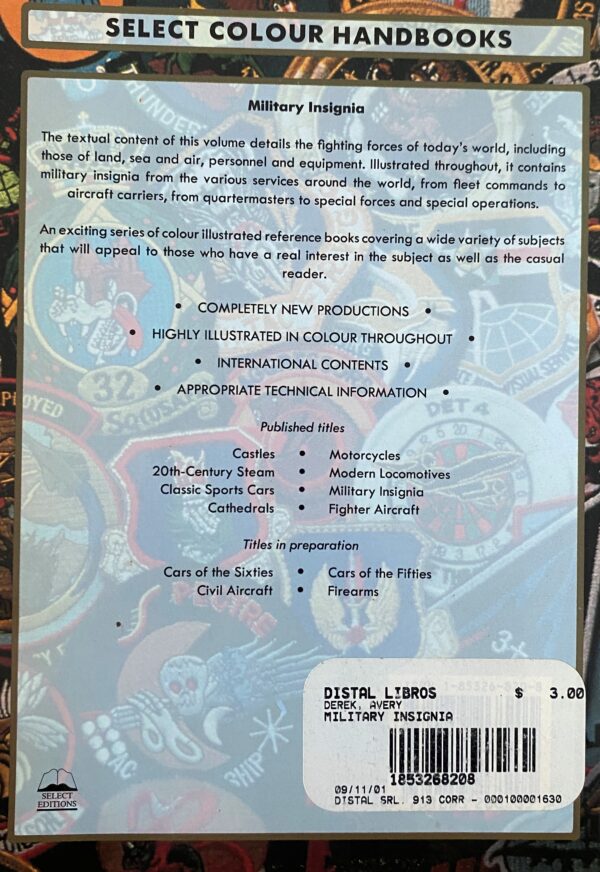 SELECT COLOUR HANDBOOKS
Military Insignia
The textual content of this volume details the fighting forces of today's world, including
those of land, sea and air, personnel and equipment. Illustrated throughout, it contains
military insignia from the various services around the world, from fleet commands to
aircraft carriers, from quartermasters to special forces and special operations.
An exciting series of colour illustrated reference books covering a wide variety of subjects
that will appeal to those who have a real interest in the subject as well as the casual
reader.
• COMPLETELY NEW PRODUCTIONS •
• HIGHLY ILLUSTRATED IN COLOUR THROUGHOUT •
• INTERNATIONAL CONTENTS •
• APPROPRIATE TECHNICAL INFORMATION •
Published titles
Castles • Motorcycles
20th-Century Steam • Modern Locomotives
Classic Sports Cars • Military Insignia
Cathedrals • Fighter Aircraft
Titles in preparation
Cars of the Sixties • Cars of the Fifties
Civil Aircraft • Firearms
THUNDER
32
PLOYED
DET 4
3X
AC
SELECT
EDITIONS
DISTAL LIBROS $ 3.00
DEREK, AVERY
MILITARY INSIGNIA
1853268208
09/11/01
DISTAL SRL. 913 CORR - 000100001630